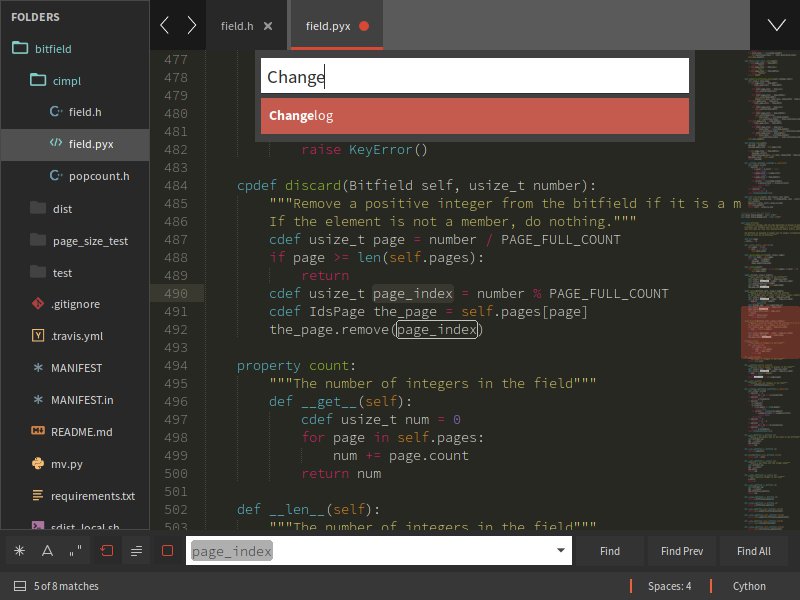 FOLDERS
bitfield
cimpl
field.h
field.pyx
popcount.h
dist
page_size_test
test
.gitignore
.travis.yml
MANIFEST
MANIFEST.in
README.md
mv.py
requirements.txt
sdist_local.sh
field.h
field.pyx
Change
Changelog
477
478
479
480
481
482 raise KeyError()
483
484 cpdef discard(Bitfield self, usize_t number):
485 """Remove a positive integer from the bitfield if it is a m
486 If the element is not a member, do nothing."""
487 cdef usize_t page = number / PAGE_FULL_COUNT
488 if page >= len(self.pages):
489 return
490 cdef usize_t page_index = number % PAGE_FULL_COUNT
491 cdef IdsPage the_page = self.pages[page]
492 the_page.remove(page_index)
493
494 property count:
495 """The number of integers in the field"""
496 def __get__(self):
497 cdef usize_t num = 0
498 for page in self.pages:
499 num += page.count
500 return num
501
502 def __len__(self):
503 """The number of integers in the field"""
page_index
Find
Find Prev
Find All
5 of 8 matches
Spaces: 4
Cython